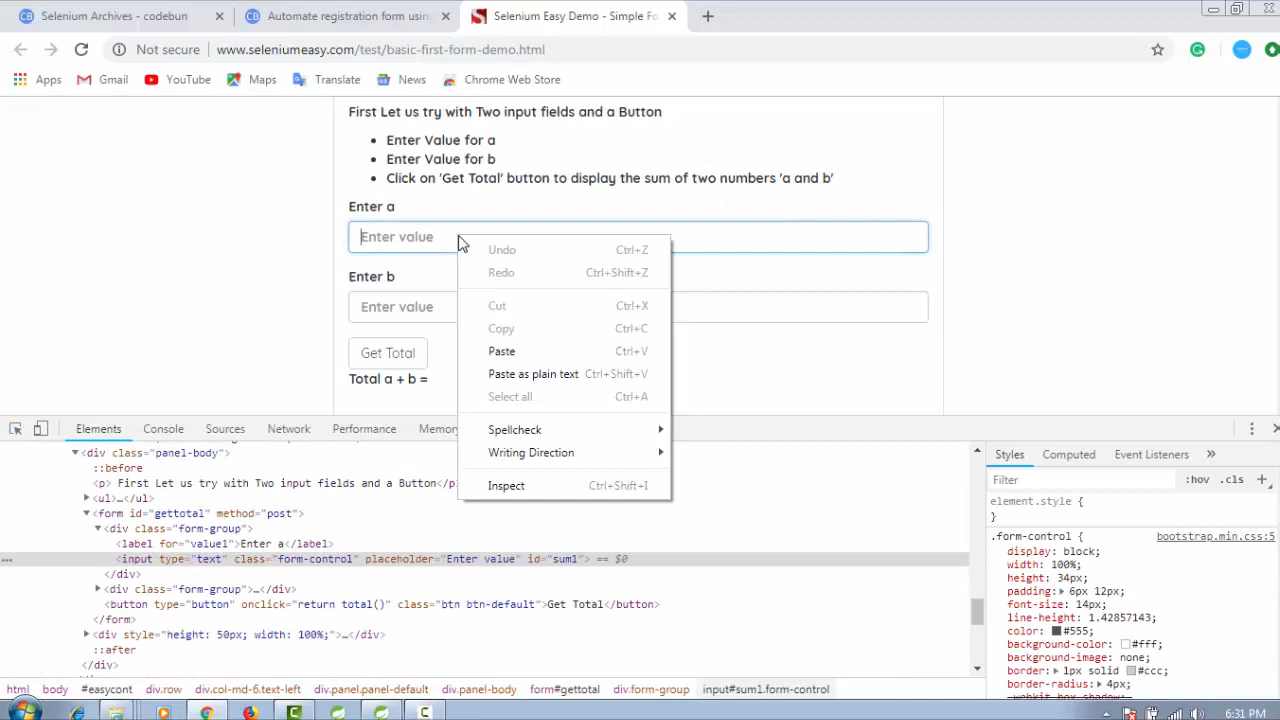 Selenium Archives - codebun
Automate registration form using
Selenium Easy Demo - Simple Fo
Not secure
www.seleniumeasy.com/test/basic-first-form-demo.html
Apps
Gmail
YouTube
Maps
Translate
News
Chrome Web Store
First Let us try with Two input fields and a Button
• Enter Value for a
• Enter Value for b
• Click on 'Get Total' button to display the sum of two numbers 'a and b'
Enter a
Enter value
Enter b
Enter value
Get Total
Total a + b =
Undo Ctrl+Z
Redo Ctrl+Shift+Z
Cut Ctrl+X
Copy Ctrl+C
Paste Ctrl+V
Paste as plain text Ctrl+Shift+V
Select all Ctrl+A
Spellcheck
Writing Direction
Inspect Ctrl+Shift+I
Elements Console Sources Network Performance Memory
<div class="panel-body">
::before
<p> First Let us try with Two input fields and a Button</p>
<ul>…</ul>
<form id="gettotal" method="post">
<div class="form-group">
<label for="value1">Enter a</label>
<input type="text" class="form-control" placeholder="Enter value" id="sum1"> == $0
</div>
<div class="form-group">…</div>
<button type="button" onclick="return total()" class="btn btn-default">Get Total</button>
</form>
<div style="height: 50px; width: 100%;">…</div>
::after
</div>
html body #easycont div.row div.col-md-6.text-left div.panel.panel-default div.panel-body form#gettotal div.form-group input#sum1.form-control
Styles Computed Event Listeners »
Filter :hov .cls +
element.style {
}
.form-control { bootstrap.min.css:5
display: block;
width: 100%;
height: 34px;
padding: 6px 12px;
font-size: 14px;
line-height: 1.42857143;
color: #555;
background-color: #fff;
background-image: none;
border: 1px solid #ccc;
border-radius: 4px;
-webkit-box-shadow:
6:31 PM